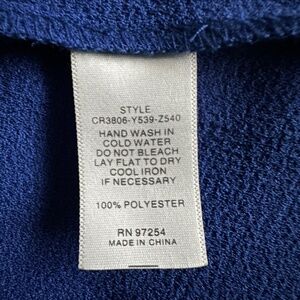 STYLE
CR3806-Y539-Z540
HAND WASH IN
COLD WATER
DO NOT BLEACH
LAY FLAT TO DRY
COOL IRON
IF NECESSARY
100% POLYESTER
RN 97254
MADE IN CHINA